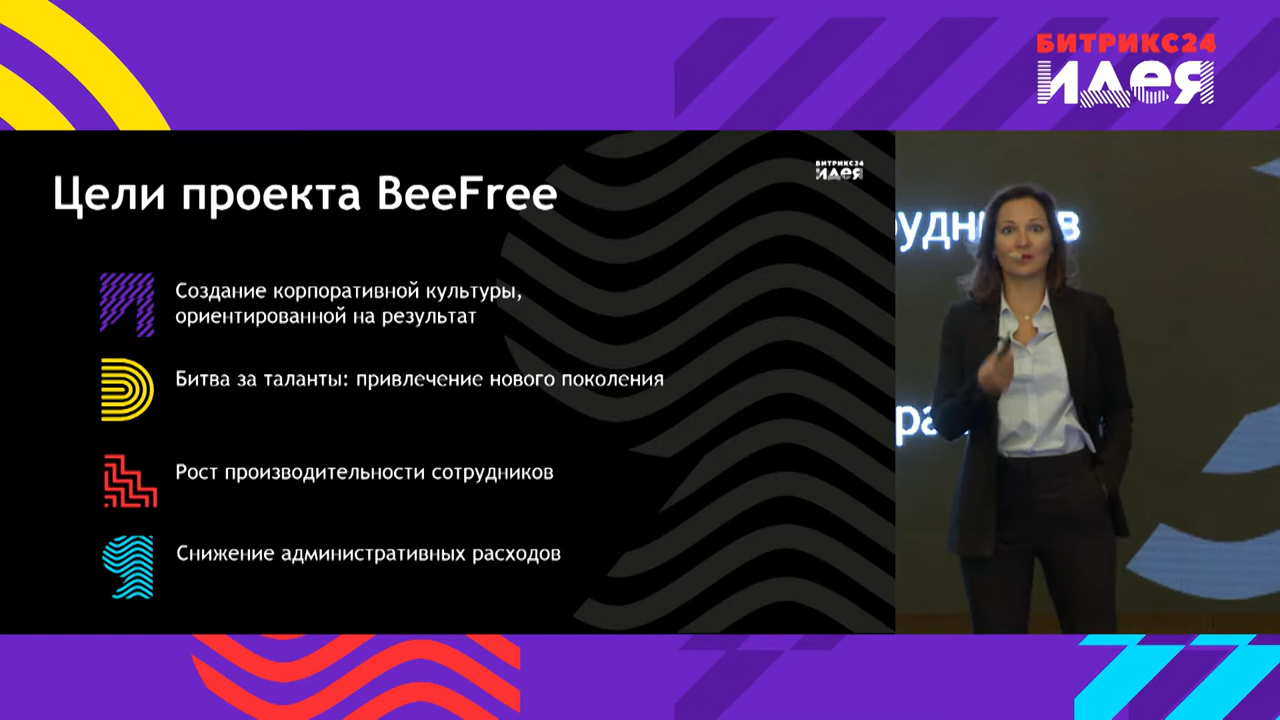 БИТРИКС24
идея
БИТРИКС24
идея
Цели проекта BeeFree
Создание корпоративной культуры,
ориентированной на результат
Битва за таланты: привлечение нового поколения
Рост производительности сотрудников
Снижение административных расходов